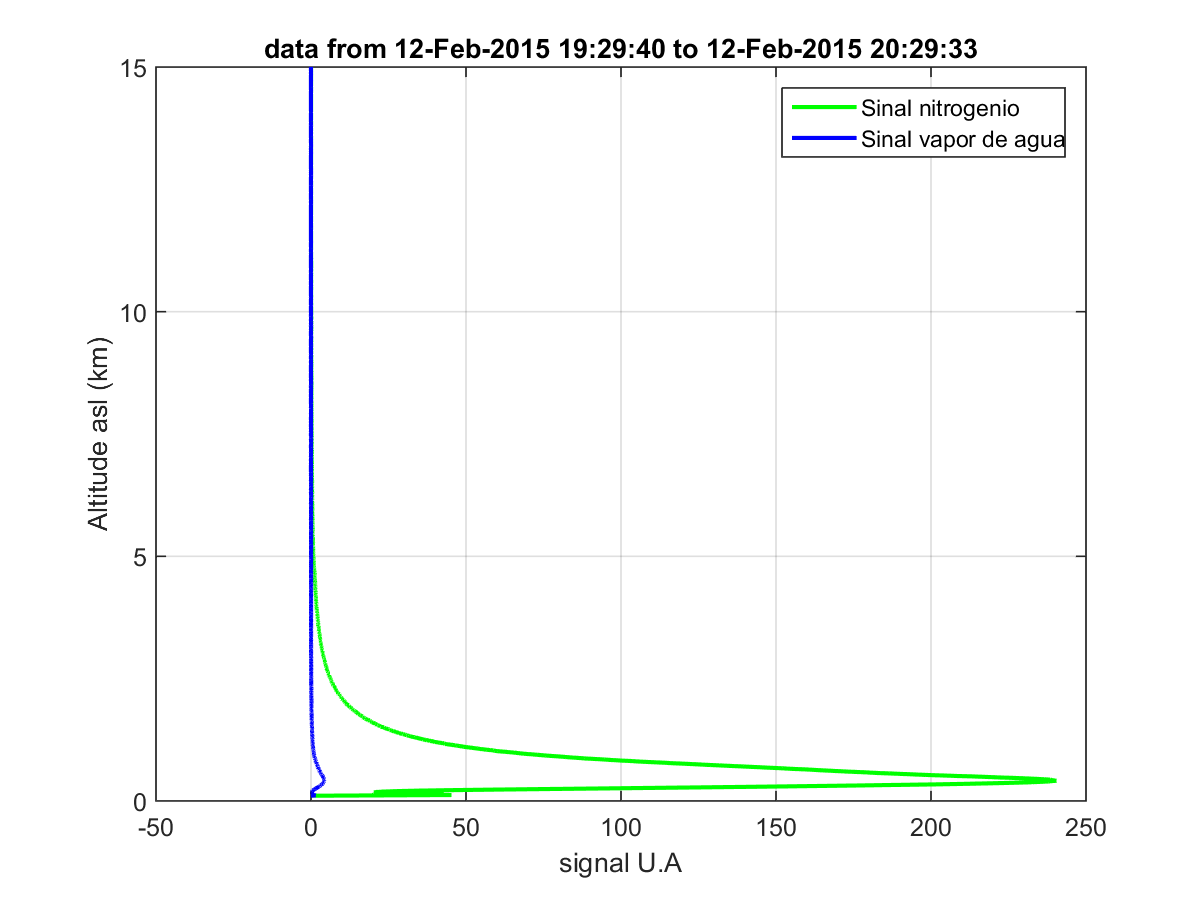 data from 12-Feb-2015 19:29:40 to 12-Feb-2015 20:29:33
Sinal nitrogenio
Sinal vapor de agua
15
10
5
0
Altitude asl (km)
-50 0 50 100 150 200 250
signal U.A